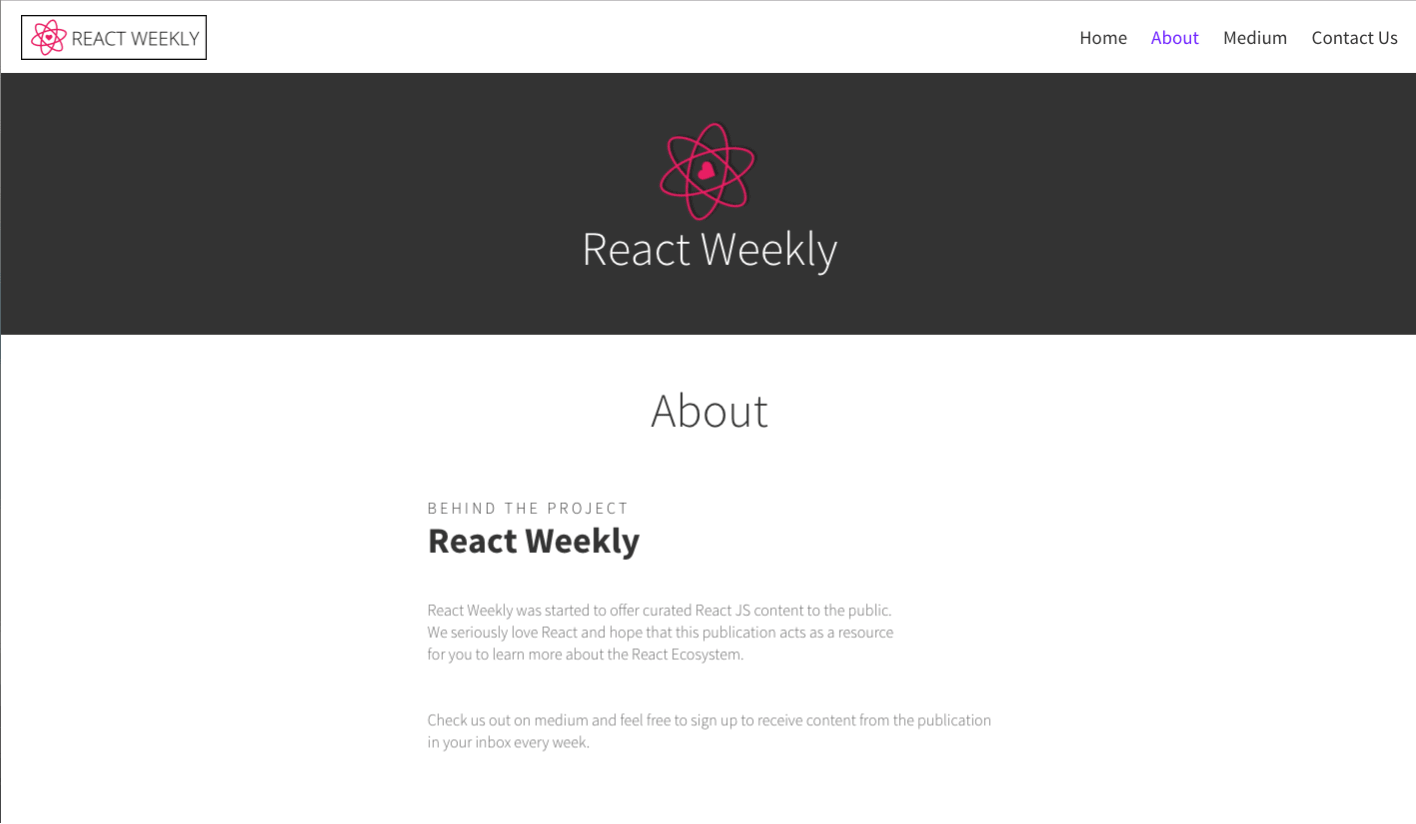 REACT WEEKLY
Home About Medium Contact Us
React Weekly
About
BEHIND THE PROJECT
React Weekly
React Weekly was started to offer curated React JS content to the public.
We seriously love React and hope that this publication acts as a resource
for you to learn more about the React Ecosystem.
Check us out on medium and feel free to sign up to receive content from the publication
in your inbox every week.